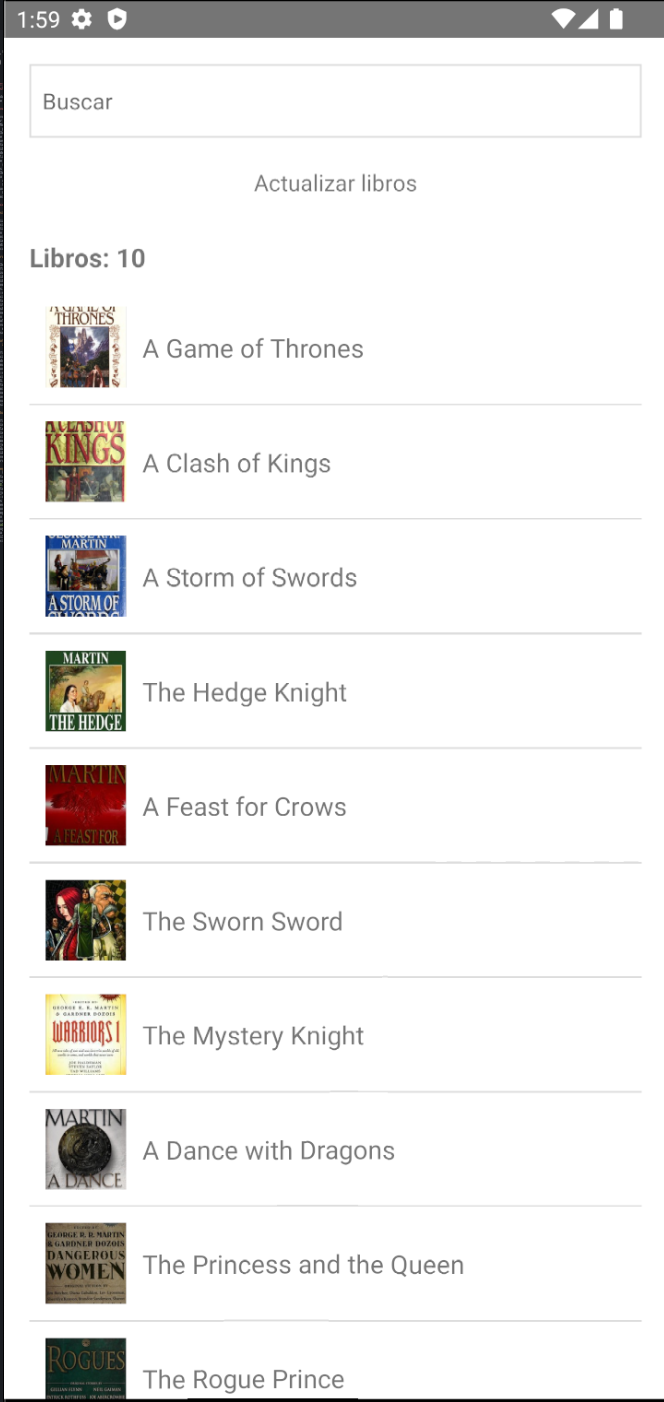 1:59
Buscar
Actualizar libros
Libros: 10
A GAME OF
THRONES
A Game of Thrones
A CLASH OF
KINGS
A Clash of Kings
GEORGE R.R.
MARTIN
A STORM OF
SWORDS
A Storm of Swords
MARTIN
THE HEDGE
The Hedge Knight
MARTIN
A FEAST FOR
A Feast for Crows
The Sworn Sword
GEORGE R. R. MARTIN
& GARDNER DOZOIS
WARRIORS 1
The Mystery Knight
MARTIN
A DANCE
A Dance with Dragons
GEORGE R.R. MARTIN
& GARDNER DOZOIS
DANGEROUS
WOMEN
The Princess and the Queen
ROGUES
The Rogue Prince